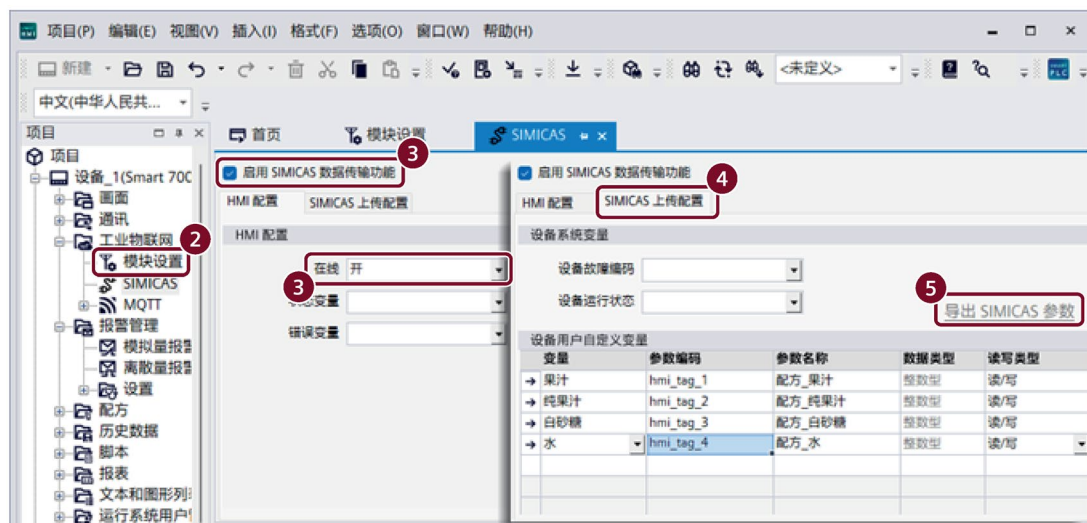 项目(P) 编辑(E) 视图(V) 插入(I) 格式(F) 选项(O) 窗口(W) 帮助(H)
新建
<未定义>
中文(中华人民共...
项目
首页
模块设置
SIMICAS
项目
设备_1(Smart 700
画面
通讯
工业物联网
2
模块设置
SIMICAS
MQTT
报警管理
模拟量报警
离散量报警
设置
配方
历史数据
脚本
报表
文本和图形列表
运行系统用户
3
启用 SIMICAS 数据传输功能
HMI 配置
SIMICAS 上传配置
HMI 配置
在线
开
3
变量
错误变量
启用 SIMICAS 数据传输功能
4
HMI 配置
SIMICAS 上传配置
设备系统变量
设备故障编码
设备运行状态
5
导出 SIMICAS 参数
设备用户自定义变量
变量 参数编码 参数名称 数据类型 读写类型
果汁 hmi_tag_1 配方_果汁 整数型 读/写
纯果汁 hmi_tag_2 配方_纯果汁 整数型 读/写
白砂糖 hmi_tag_3 配方_白砂糖 整数型 读/写
水 hmi_tag_4 配方_水 整数型 读/写